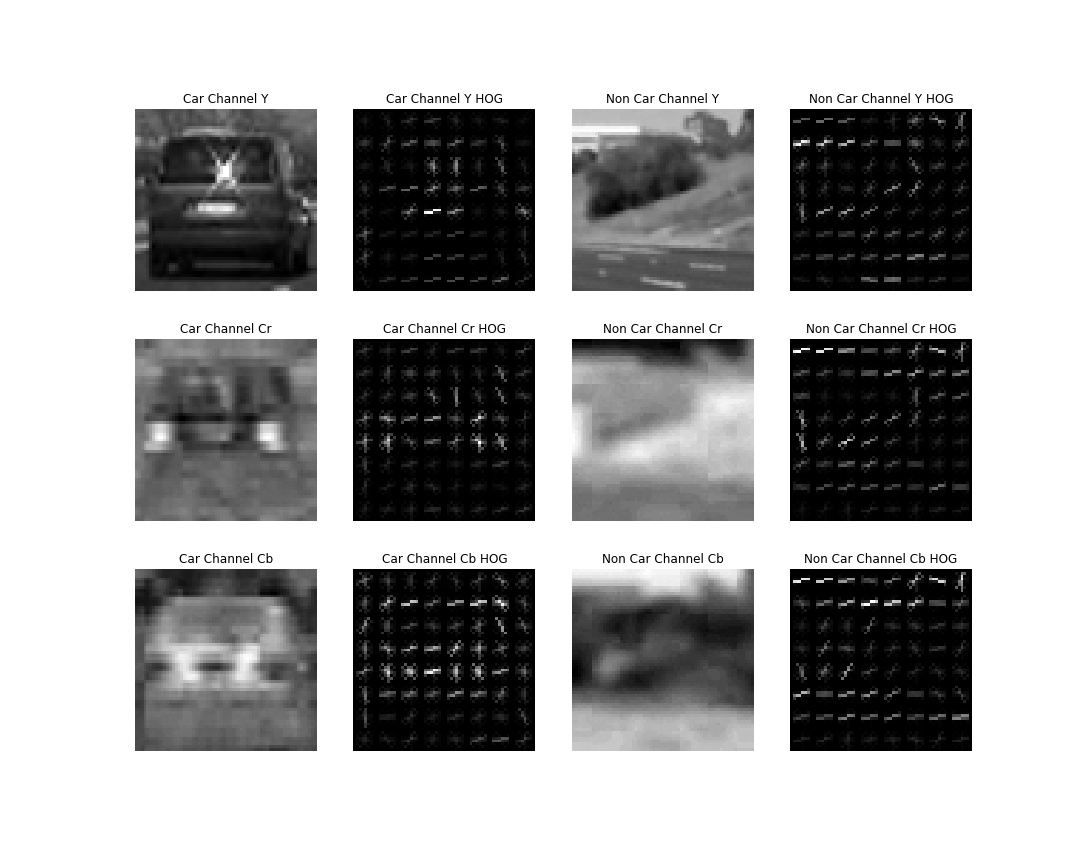 Car Channel Y
Car Channel Y HOG
Non Car Channel Y
Non Car Channel Y HOG
Car Channel Cr
Car Channel Cr HOG
Non Car Channel Cr
Non Car Channel Cr HOG
Car Channel Cb
Car Channel Cb HOG
Non Car Channel Cb
Non Car Channel Cb HOG